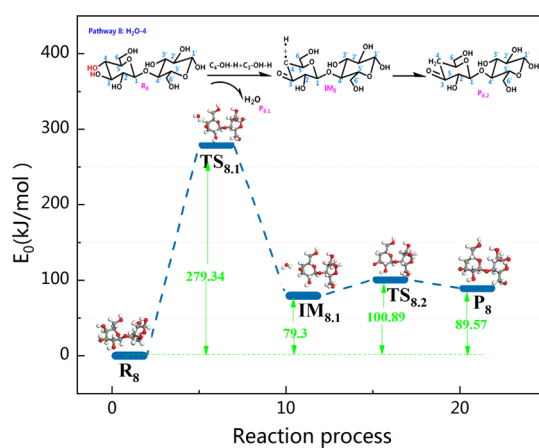 Pathway 8: H₂O-4
C₄-OH-H+C₃-OH-H
H₂O
P₈.₁
R₈
IM₈
P₈.₂
TS₈.₁
279.34
IM₈.₁
79.3
TS₈.₂
100.89
P₈
89.57
R₈
E₀(kJ/mol)
400
300
200
100
0
0
10
20
Reaction process